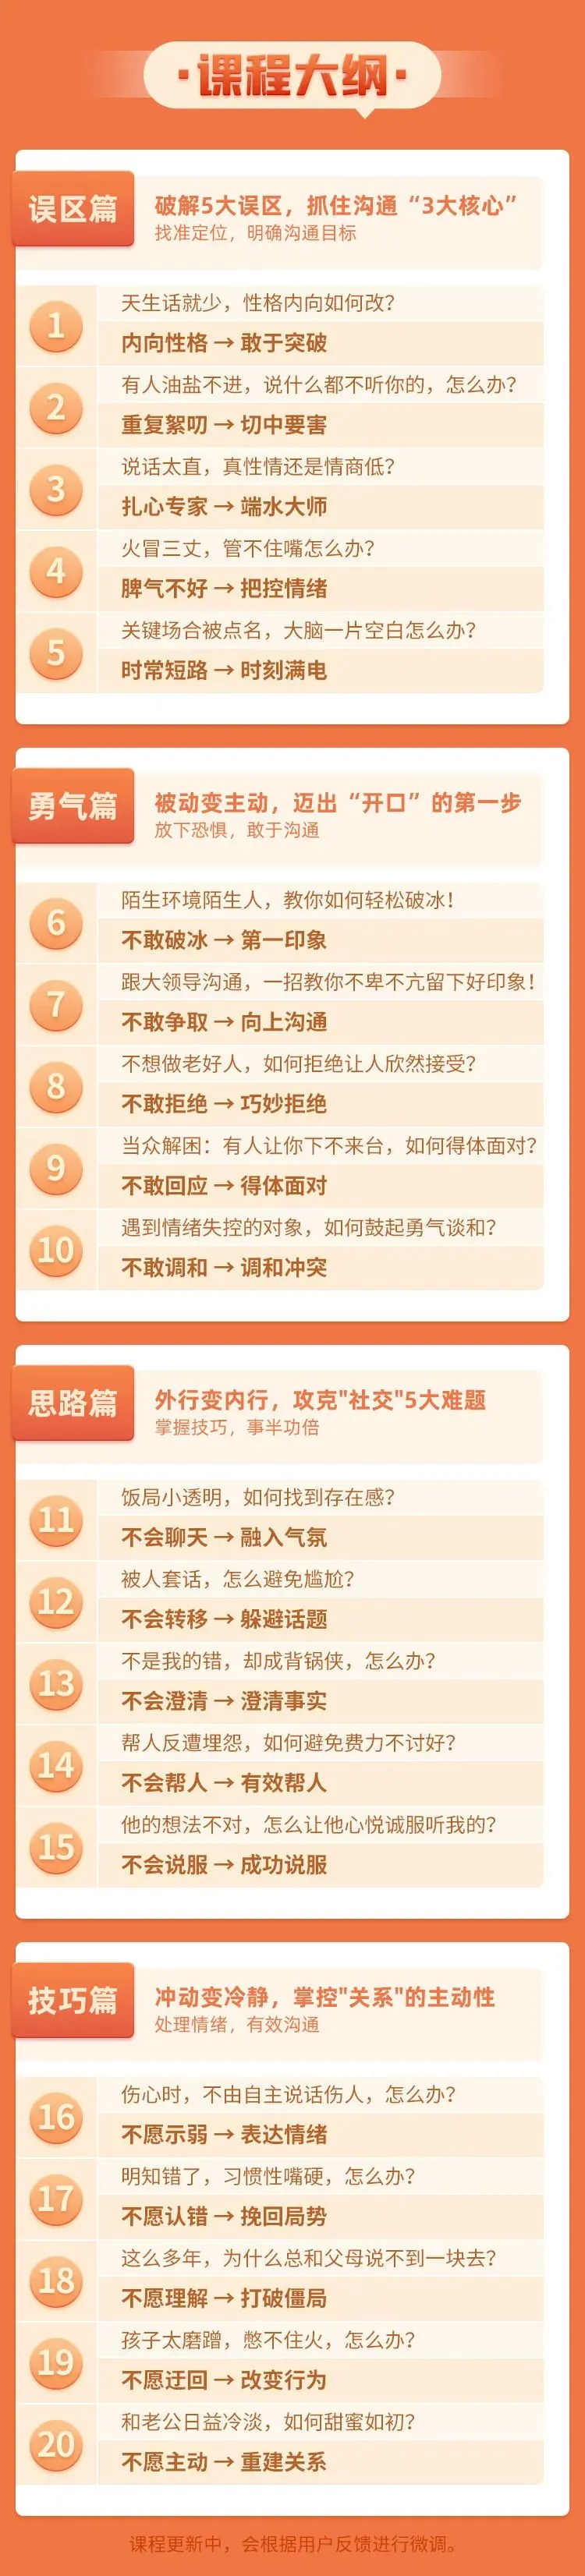 ·课程大纲·
误区篇
破解5大误区，抓住沟通“3大核心”
找准定位，明确沟通目标
1
天生话就少，性格内向如何改？
内向性格→敢于突破
2
有人油盐不进，说什么都不听你的，怎么办？
重复絮叨→切中要害
3
说话太直，真性情还是情商低？
扎心专家→端水大师
4
火冒三丈，管不住嘴怎么办？
脾气不好→把控情绪
5
关键场合被点名，大脑一片空白怎么办？
时常短路→时刻满电
勇气篇
被动变主动，迈出“开口”的第一步
放下恐惧，敢于沟通
6
陌生环境陌生人，教你如何轻松破冰！
不敢破冰→第一印象
7
跟大领导沟通，一招教你不卑不亢留下好印象！
不敢争取→向上沟通
8
不想做老好人，如何拒绝让人欣然接受？
不敢拒绝→巧妙拒绝
9
当众解困：有人让你下不来台，如何得体面对？
不敢回应→得体面对
10
遇到情绪失控的对象，如何鼓起勇气谈和？
不敢调和→调和冲突
思路篇
外行变内行，攻克"社交"5大难题
掌握技巧，事半功倍
11
饭局小透明，如何找到存在感？
不会聊天→融入气氛
12
被人套话，怎么避免尴尬？
不会转移→躲避话题
13
不是我的错，却成背锅侠，怎么办？
不会澄清→澄清事实
14
帮人反遭埋怨，如何避免费力不讨好？
不会帮人→有效帮人
15
他的想法不对，怎么让他心悦诚服听我的？
不会说服→成功说服
技巧篇
冲动变冷静，掌控"关系"的主动性
处理情绪，有效沟通
16
伤心时，不由自主说话伤人，怎么办？
不愿示弱→表达情绪
17
明知错了，习惯性嘴硬，怎么办？
不愿认错→挽回局势
18
这么多年，为什么总和父母说不到一块去？
不愿理解→打破僵局
19
孩子太磨蹭，憋不住火，怎么办？
不愿迂回→改变行为
20
和老公日益冷淡，如何甜蜜如初？
不愿主动→重建关系
课程更新中，会根据用户反馈进行微调。